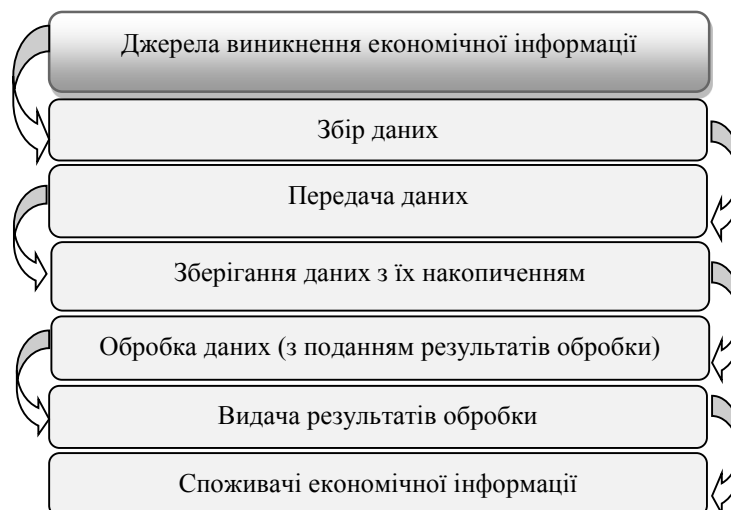 Джерела виникнення економічної інформації
Збір даних
Передача даних
Зберігання даних з їх накопиченням
Обробка даних (з поданням результатів обробки)
Видача результатів обробки
Споживачі економічної інформації